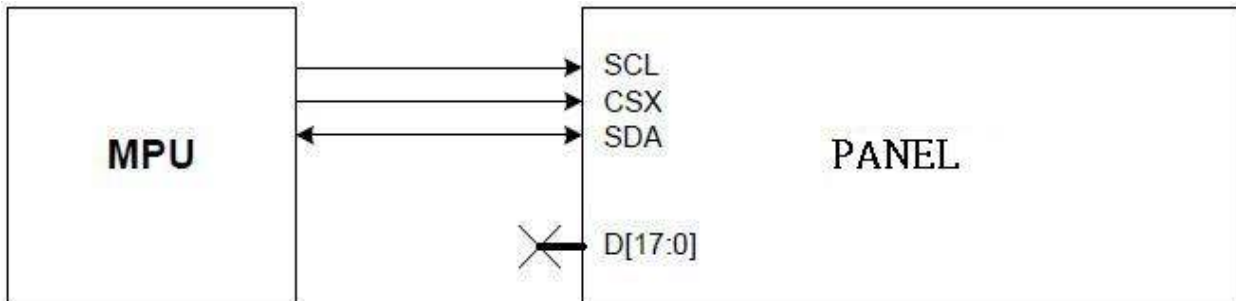 SCL
CSX
SDA
MPU
PANEL
D[17:0]